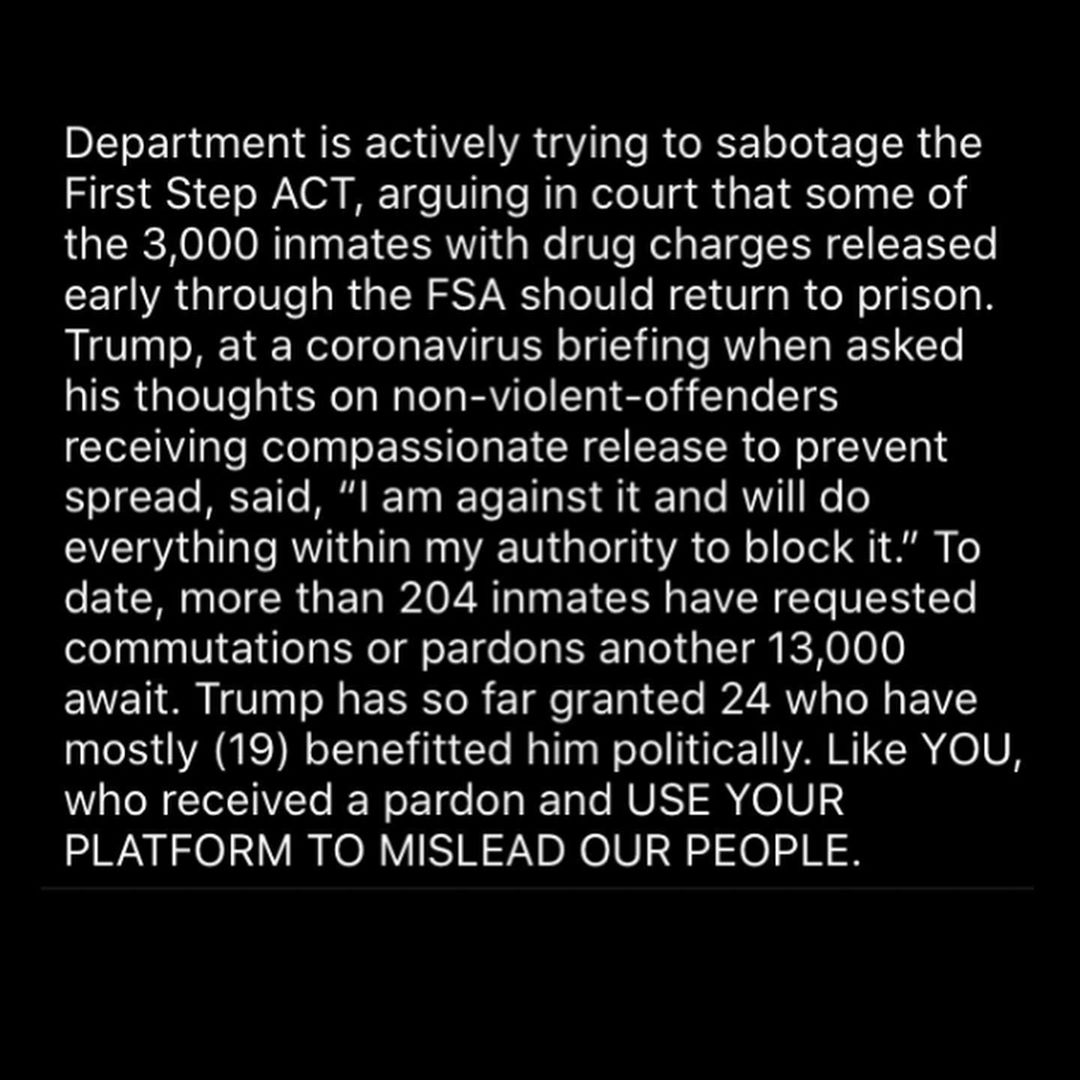 Department is actively trying to sabotage the
First Step ACT, arguing in court that some of
the 3,000 inmates with drug charges released
early through the FSA should return to prison.
Trump, at a coronavirus briefing when asked
his thoughts on non-violent-offenders
receiving compassionate release to prevent
spread, said, “I am against it and will do
everything within my authority to block it.” To
date, more than 204 inmates have requested
commutations or pardons another 13,000
await. Trump has so far granted 24 who have
mostly (19) benefitted him politically. Like YOU,
who received a pardon and USE YOUR
PLATFORM TO MISLEAD OUR PEOPLE.